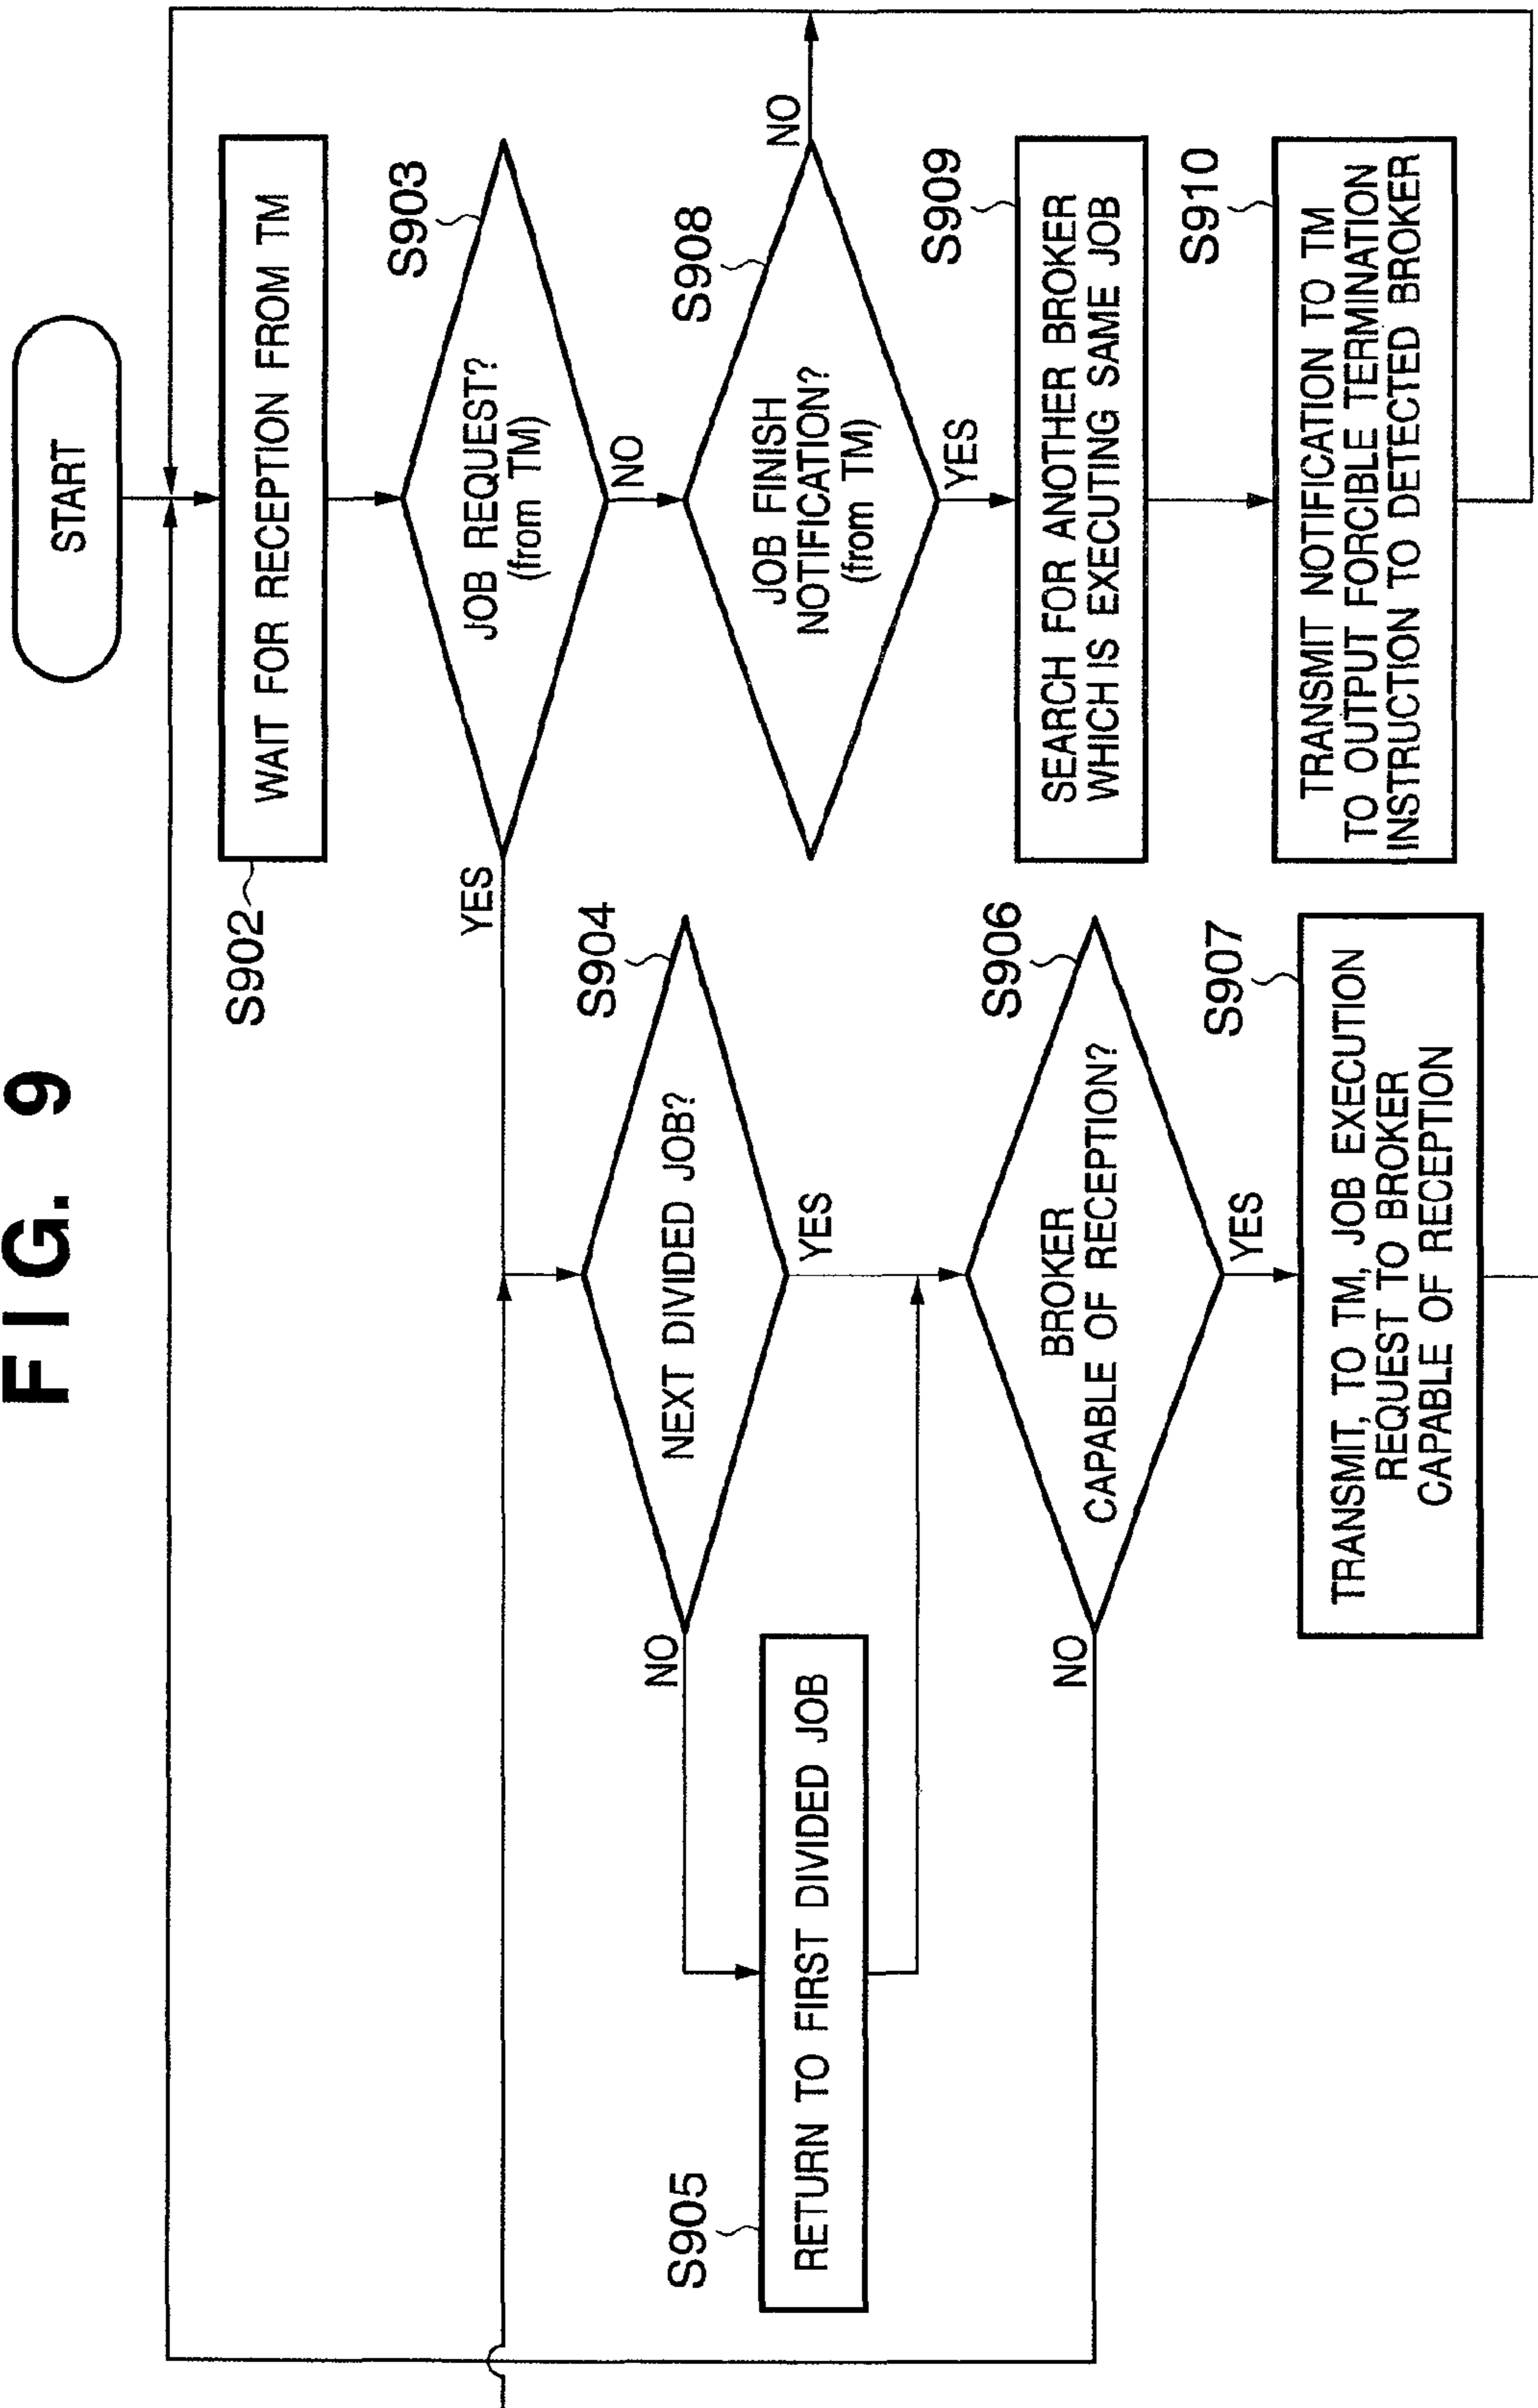 FIG. 9
START
S902
WAIT FOR RECEPTION FROM TM
S903
JOB REQUEST?
(from TM)
YES
NO
S904
NEXT DIVIDED JOB?
NO
YES
S905
RETURN TO FIRST DIVIDED JOB
S906
BROKER
CAPABLE OF RECEPTION?
NO
YES
S907
TRANSMIT, TO TM, JOB EXECUTION
REQUEST TO BROKER
CAPABLE OF RECEPTION
S908
JOB FINISH
NOTIFICATION?
(from TM)
NO
YES
S909
SEARCH FOR ANOTHER BROKER
WHICH IS EXECUTING SAME JOB
S910
TRANSMIT NOTIFICATION TO TM
TO OUTPUT FORCIBLE TERMINATION
INSTRUCTION TO DETECTED BROKER